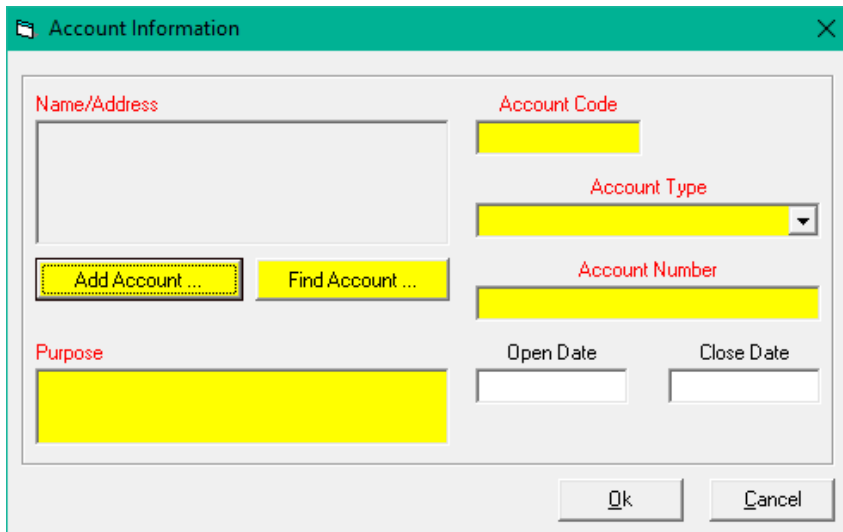 Account Information
Name/Address
Account Code
Account Type
Add Account ...
Find Account ...
Account Number
Purpose
Open Date
Close Date
Ok
Cancel